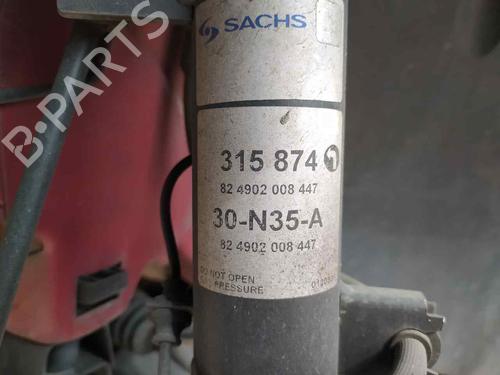 SACHS
315 874
82 4902 008 447
30-N35-A
82 4902 008 447
DO NOT OPEN
PRESSURE
B-PARTS